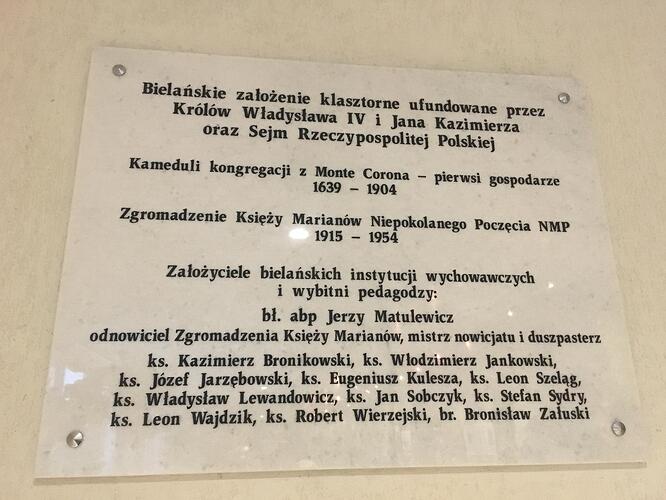 Bielańskie założenie klasztorne ufundowane przez
Królów Władysława IV i Jana Kazimierza
oraz Sejm Rzeczypospolitej Polskiej
Kameduli kongregacji z Monte Corona – pierwsi gospodarze
1639 – 1904
Zgromadzenie Księży Marianów Niepokolanego Poczęcia NMP
1915 – 1954
Założyciele bielańskich instytucji wychowawczych
i wybitni pedagodzy:
bł. abp Jerzy Matulewicz
odnowiciel Zgromadzenia Księży Marianów, mistrz nowicjatu i duszpasterz
ks. Kazimierz Bronikowski, ks. Włodzimierz Jankowski,
ks. Józef Jarzębowski, ks. Eugeniusz Kulesza, ks. Leon Szeląg,
ks. Władysław Lewandowicz, ks. Jan Sobczyk, ks. Stefan Sydry,
ks. Leon Wajdzik, ks. Robert Wierzejski, br. Bronisław Załuski